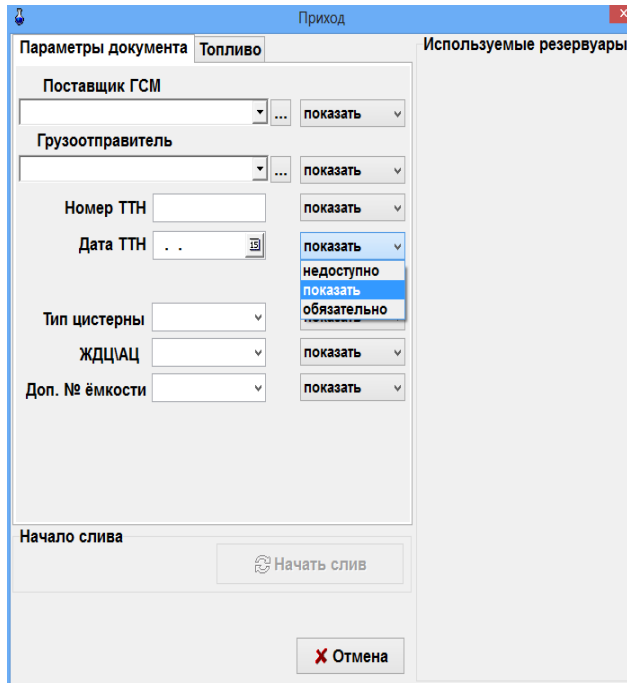 Приход
x
Параметры документа Топливо
Используемые резервуары
Поставщик ГСМ
... показать
Грузоотправитель
... показать
Номер ТТН показать
Дата ТТН . . 15 показать
недоступно
показать
обязательно
Тип цистерны показать
ЖДЦ\АЦ показать
Доп. № ёмкости показать
Начало слива
Начать слив
Отмена